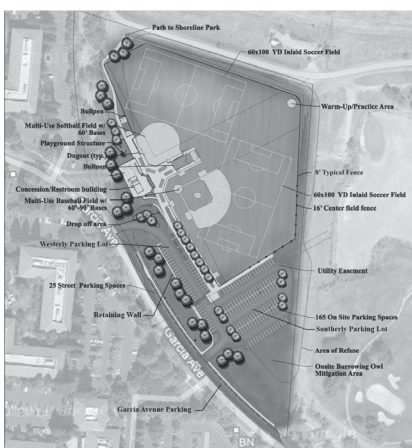 Path to Shoreline Park
60x100 YD Inlaid Soccer Field
Warm-Up/Practice Area
Bullpen
Multi-Use Softball Field w/
60' Bases
Playground Structure
Dugout (typ.)
Bullpen
8' Typical Fence
Concession/Restroom building
60x100 YD Inlaid Soccer Field
Multi-Use Baseball Field w/
60'-90' Bases
16' Center field fence
Drop off area
Westerly Parking Lot
Utility Easement
25 Street Parking Spaces
Retaining Wall
165 On Site Parking Spaces
Southerly Parking Lot
Garcia Ave
Area of Refuse
Onsite Burrowing Owl
Mitigation Area
Garcia Avenue Parking
BN